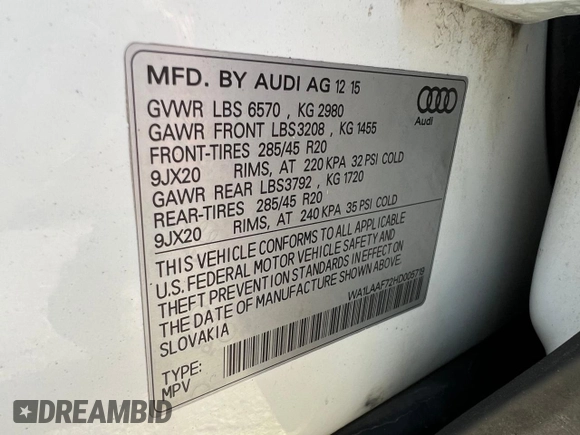 MFD. BY AUDI AG 12 15
GVWR LBS 6570 , KG 2980
GAWR FRONT LBS3208 , KG 1455
FRONT-TIRES 285/45 R20
9JX20 RIMS, AT 220 KPA 32 PSI COLD
GAWR REAR LBS3792 , KG 1720
REAR-TIRES 285/45 R20
9JX20 RIMS, AT 240 KPA 35 PSI COLD
Audi
THIS VEHICLE CONFORMS TO ALL APPLICABLE
U.S. FEDERAL MOTOR VEHICLE SAFETY AND
THEFT PREVENTION STANDARDS IN EFFECT ON
THE DATE OF MANUFACTURE SHOWN ABOVE.
SLOVAKIA
WA1LAAF72HD005719
TYPE:
MPV
DREAMBID